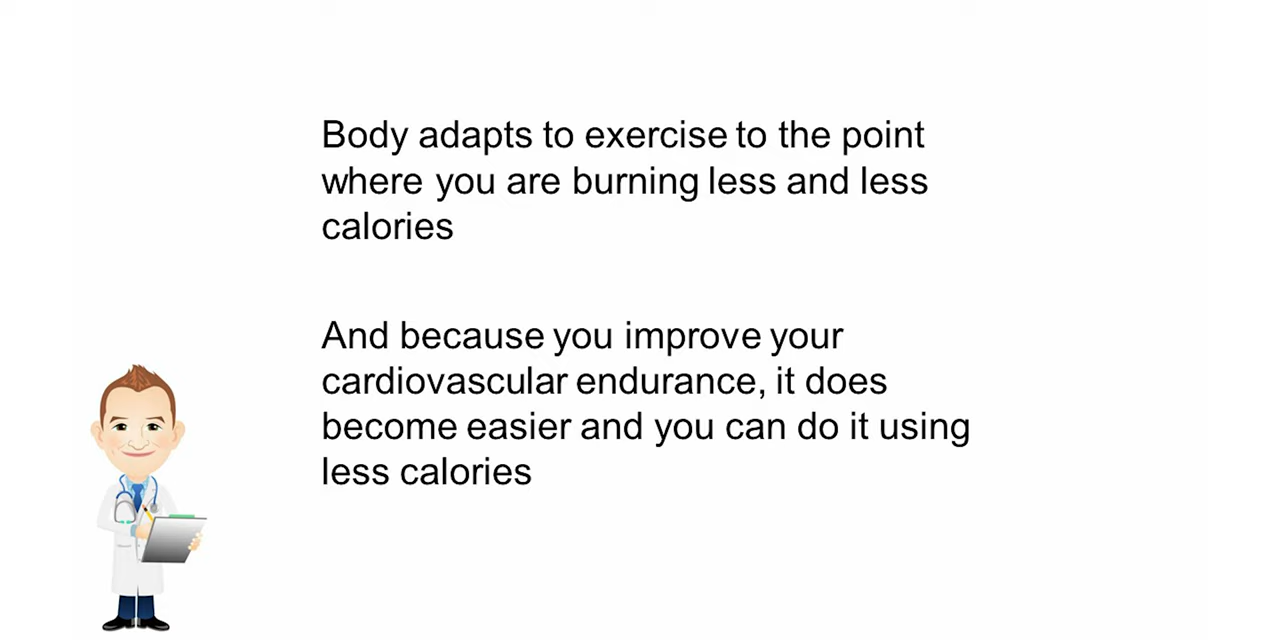 Body adapts to exercise to the point
where you are burning less and less
calories
And because you improve your
cardiovascular endurance, it does
become easier and you can do it using
less calories